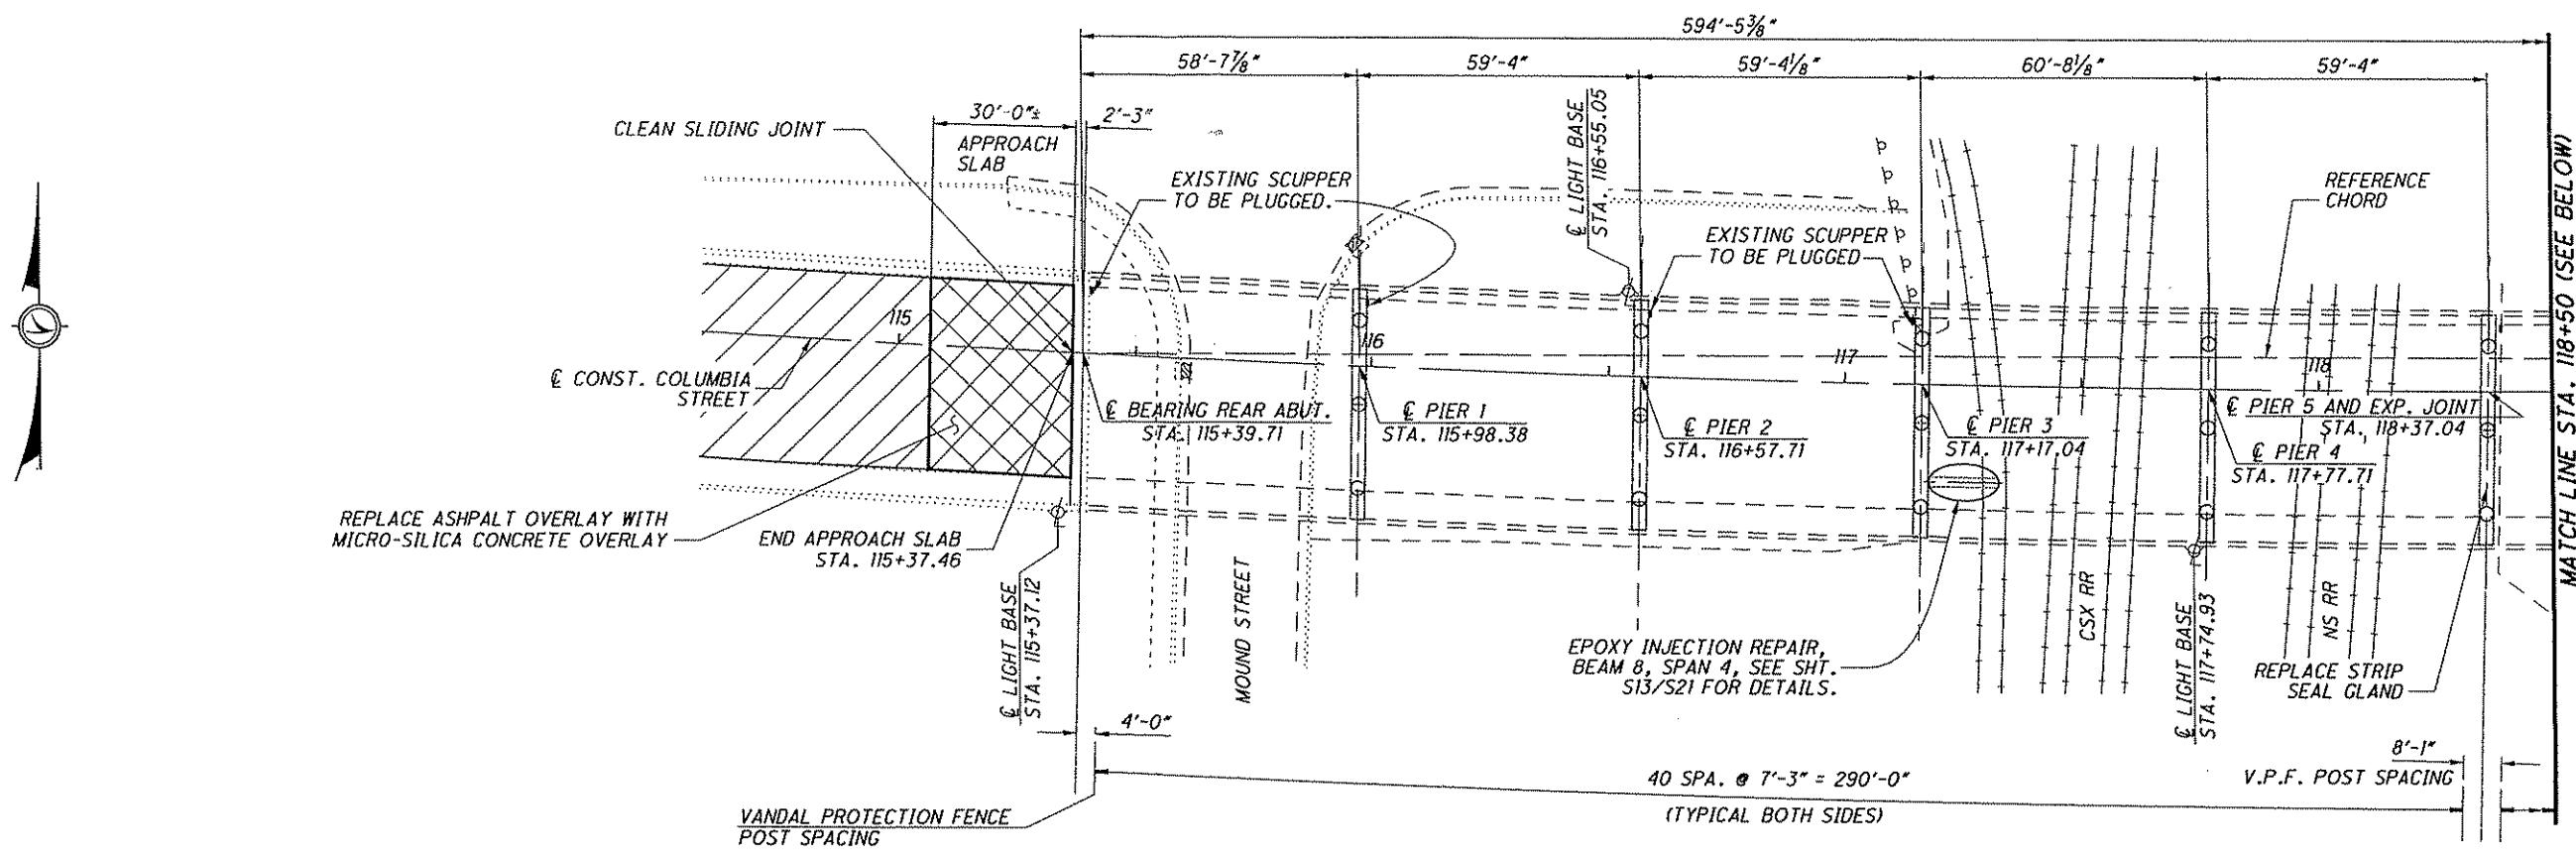 594'-5⅜"
58'-7⅞"
59'-4"
59'-4⅛"
60'-8⅛"
59'-4"
30'-0"±
2'-3"
APPROACH
SLAB
CLEAN SLIDING JOINT
EXISTING SCUPPER
TO BE PLUGGED.
℄ LIGHT BASE
STA. 116+55.05
EXISTING SCUPPER
TO BE PLUGGED
REFERENCE
CHORD
MATCH LINE STA. 118+50 (SEE BELOW)
115
116
117
118
℄ CONST. COLUMBIA
STREET
℄ BEARING REAR ABUT.
STA. 115+39.71
℄ PIER 1
STA. 115+98.38
℄ PIER 2
STA. 116+57.71
℄ PIER 3
STA. 117+17.04
℄ PIER 5 AND EXP. JOINT
STA. 118+37.04
℄ PIER 4
STA. 117+77.71
REPLACE ASHPALT OVERLAY WITH
MICRO-SILICA CONCRETE OVERLAY
END APPROACH SLAB
STA. 115+37.46
℄ LIGHT BASE
STA. 115+37.12
MOUND STREET
EPOXY INJECTION REPAIR,
BEAM 8, SPAN 4, SEE SHT.
S13/S21 FOR DETAILS.
CSX RR
℄ LIGHT BASE
STA. 117+74.93
NS RR
REPLACE STRIP
SEAL GLAND
4'-0"
8'-1"
40 SPA. @ 7'-3" = 290'-0"
(TYPICAL BOTH SIDES)
V.P.F. POST SPACING
VANDAL PROTECTION FENCE
POST SPACING